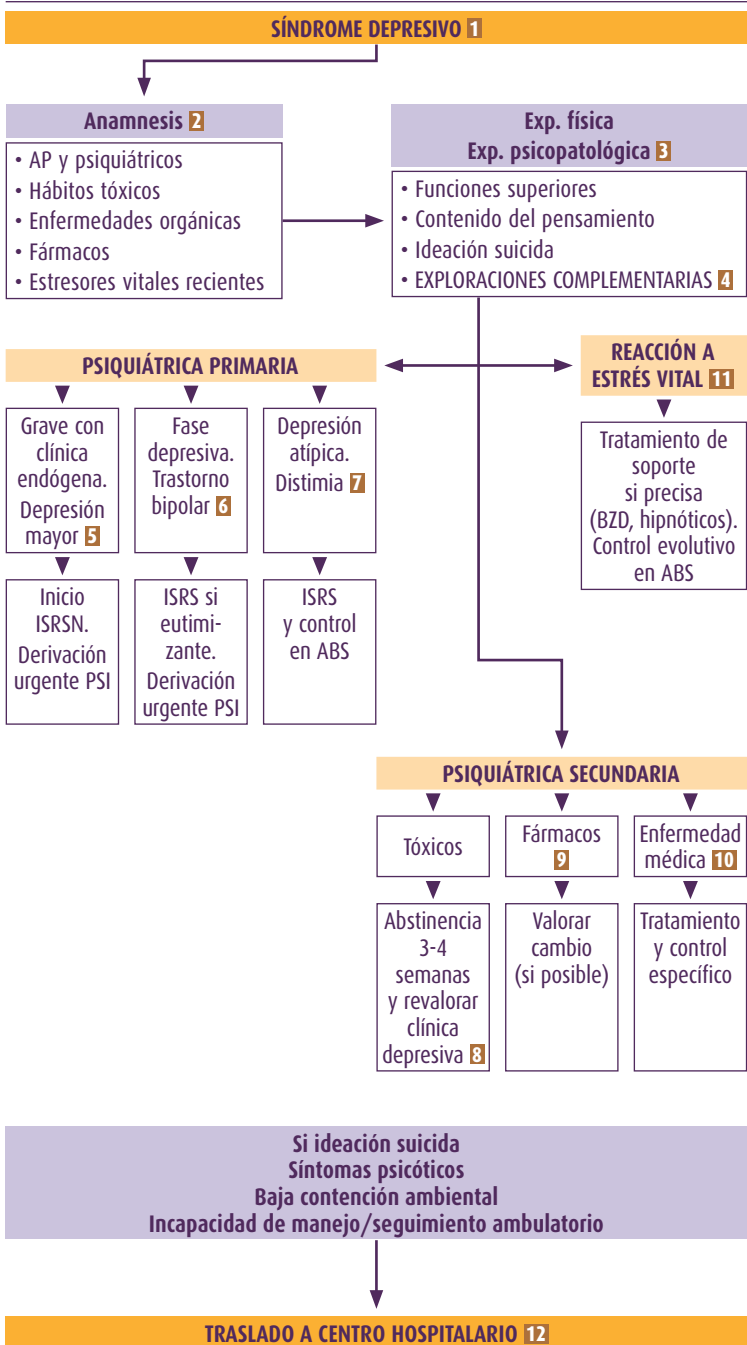 SÍNDROME DEPRESIVO 1
Anamnesis 2
• AP y psiquiátricos
• Hábitos tóxicos
• Enfermedades orgánicas
• Fármacos
• Estresores vitales recientes
Exp. física
Exp. psicopatológica 3
• Funciones superiores
• Contenido del pensamiento
• Ideación suicida
• EXPLORACIONES COMPLEMENTARIAS 4
PSIQUIÁTRICA PRIMARIA
Grave con
clínica
endógena.
Depresión
mayor 5
Inicio
ISRSN.
Derivación
urgente PSI
Fase
depresiva.
Trastorno
bipolar 6
ISRS si
eutimi-
zante.
Derivación
urgente PSI
Depresión
atípica.
Distimia 7
ISRS
y control
en ABS
REACCIÓN A
ESTRÉS VITAL 11
Tratamiento de
soporte
si precisa
(BZD, hipnóticos).
Control evolutivo
en ABS
PSIQUIÁTRICA SECUNDARIA
Tóxicos
Abstinencia
3-4
semanas
y revalorar
clínica
depresiva 8
Fármacos
9
Valorar
cambio
(si posible)
Enfermedad
médica 10
Tratamiento
y control
específico
Si ideación suicida
Síntomas psicóticos
Baja contención ambiental
Incapacidad de manejo/seguimiento ambulatorio
TRASLADO A CENTRO HOSPITALARIO 12